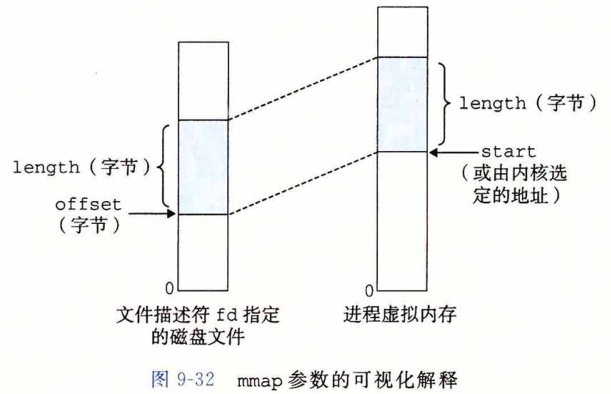 length（字节）
length（字节）
start
（或由内核选
定的地址）
offset
（字节）
0
0
文件描述符 fd 指定
的磁盘文件
进程虚拟内存
图 9-32 mmap 参数的可视化解释